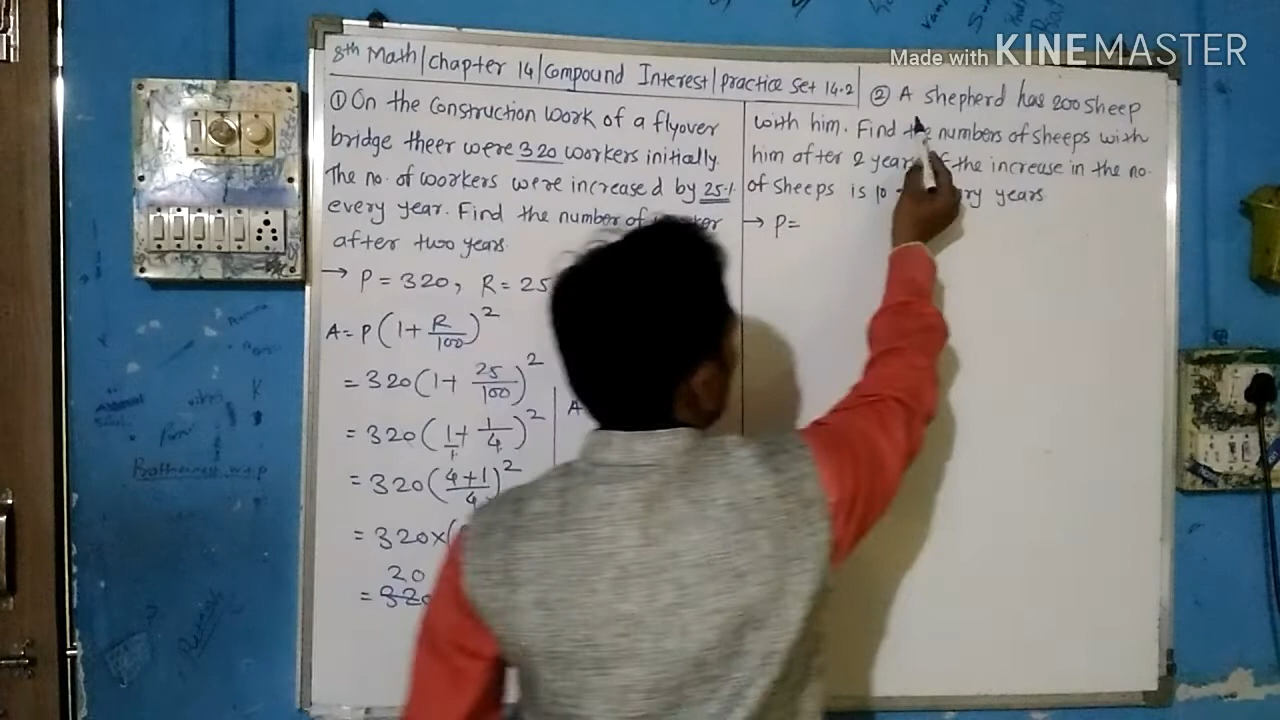 Made with KINEMASTER
8th Math/Chapter 14/Compound Interest/practice set 14.2
① On the construction work of a flyover
bridge theer were 320 workers initially.
The no. of workers were increased by 25%
every year. Find the number of
after two years
→ P = 320, R = 25
A = P(1+ R/100)²
= 320(1+ 25/100)²
= 320(1/1+ 1/4)²
= 320(4+1/4)²
= 320×(
20
= 320
A
② A shepherd has 200 sheep
with him. Find the numbers of sheeps with
him after 2 years the increase in the no.
of sheeps is 10 years
→ P=